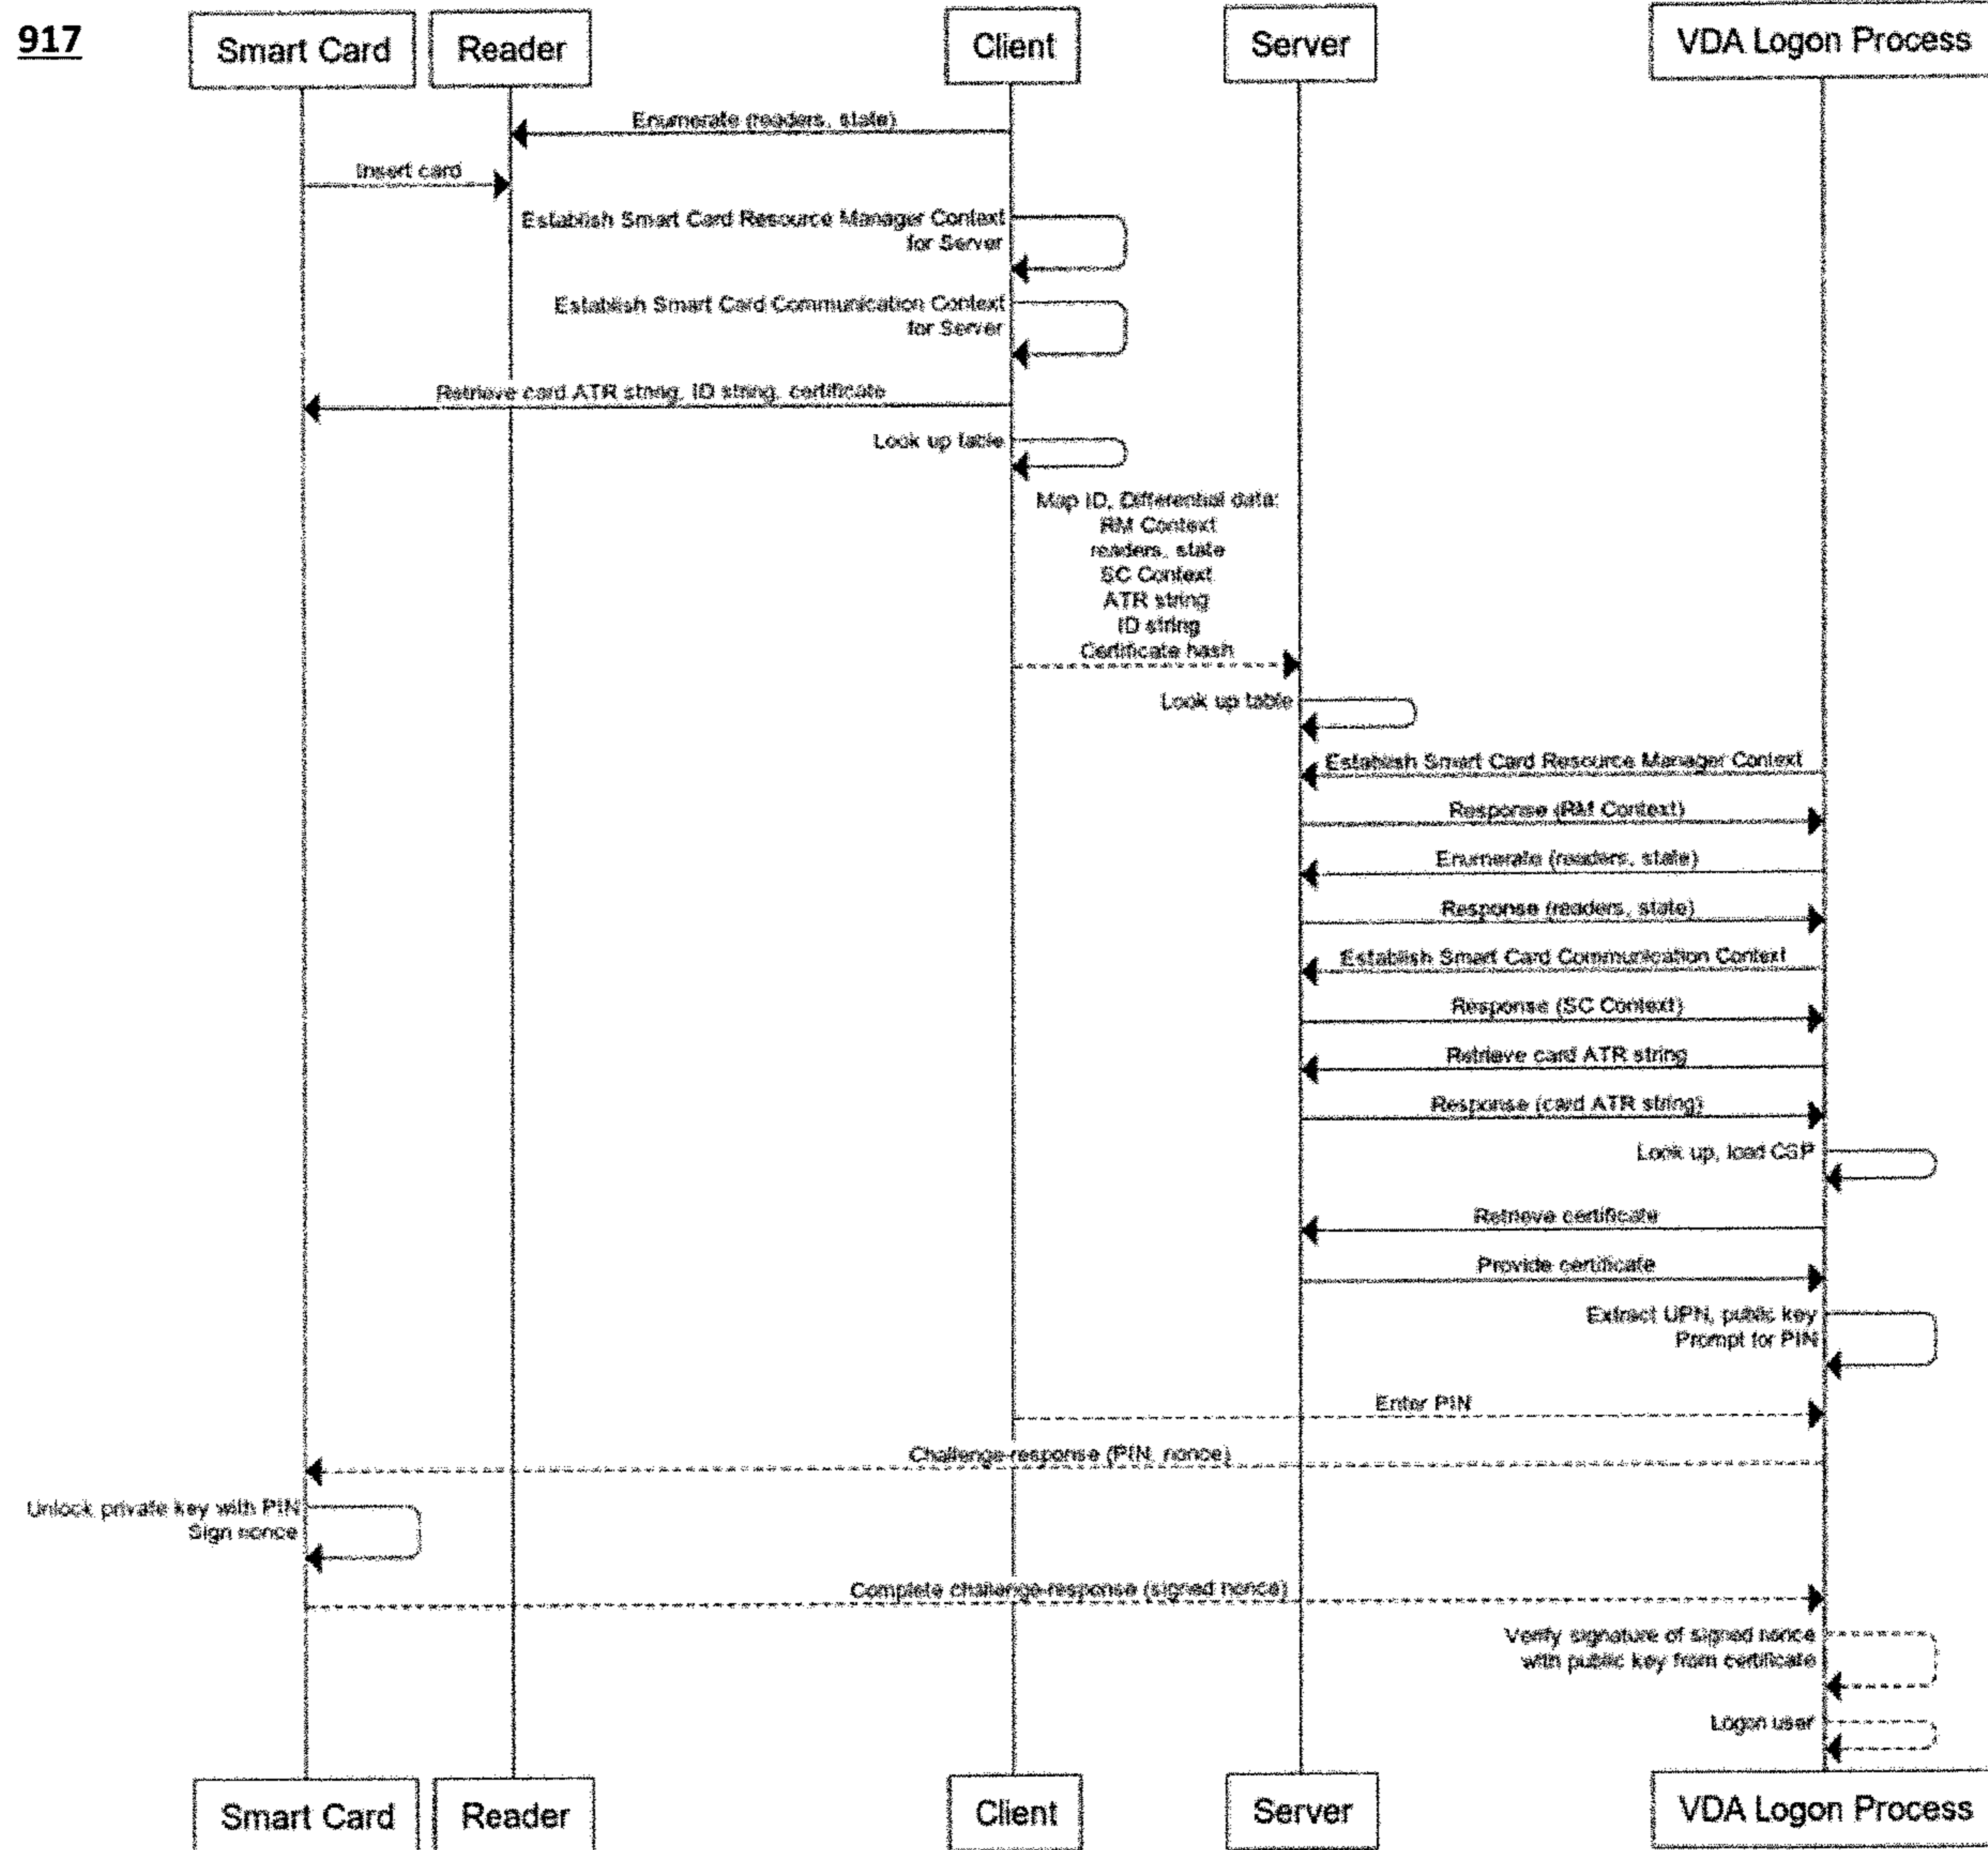 917
Smart Card
Reader
Client
Server
VDA Logon Process
Enumerate (readers, state)
Insert card
Establish Smart Card Resource Manager Context
for Server
Establish Smart Card Communication Context
for Server
Retrieve card ATR string, ID string, certificate
Look up table
Map ID, Differential data:
RM Context
readers, state
SC Context
ATR string
ID string
Certificate hash
Look up table
Establish Smart Card Resource Manager Context
Response (RM Context)
Enumerate (readers, state)
Response (readers, state)
Establish Smart Card Communication Context
Response (SC Context)
Retrieve card ATR string
Response (card ATR string)
Look up, load CSP
Retrieve certificate
Provide certificate
Extract UPN, public key
Prompt for PIN
Enter PIN
Challenge-response (PIN, nonce)
Unlock private key with PIN
Sign nonce
Complete challenge-response (signed nonce)
Verify signature of signed nonce
with public key from certificate
Logon user
Smart Card
Reader
Client
Server
VDA Logon Process